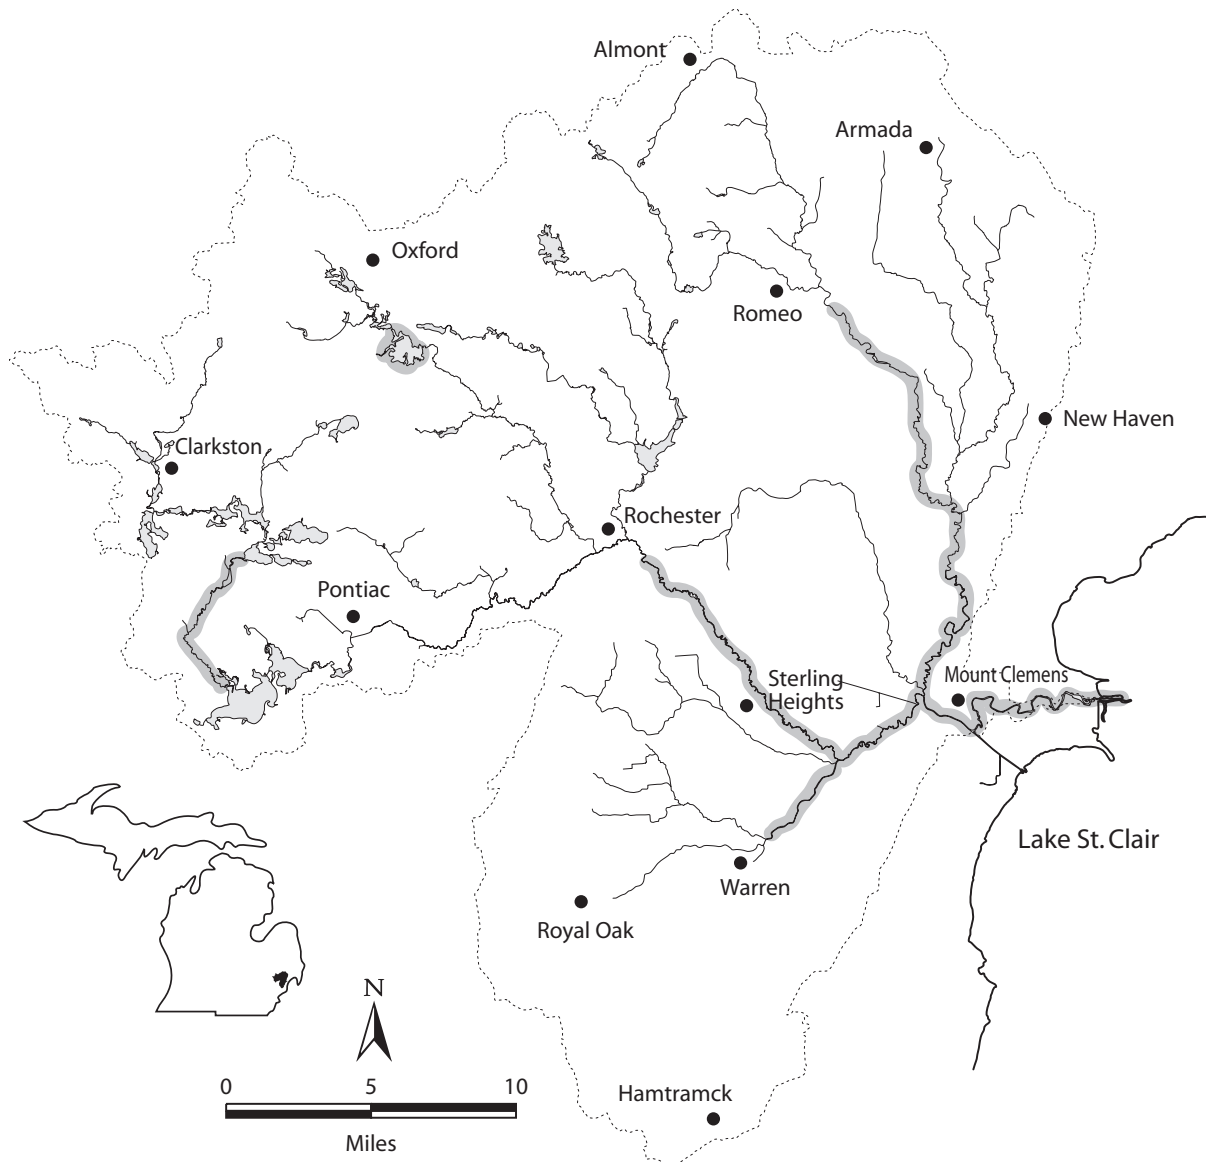 Almont
Armada
Oxford
Romeo
New Haven
Clarkston
Rochester
Pontiac
Sterling
Heights
Mount Clemens
Lake St. Clair
Warren
Royal Oak
N
0 5 10
Miles
Hamtramck